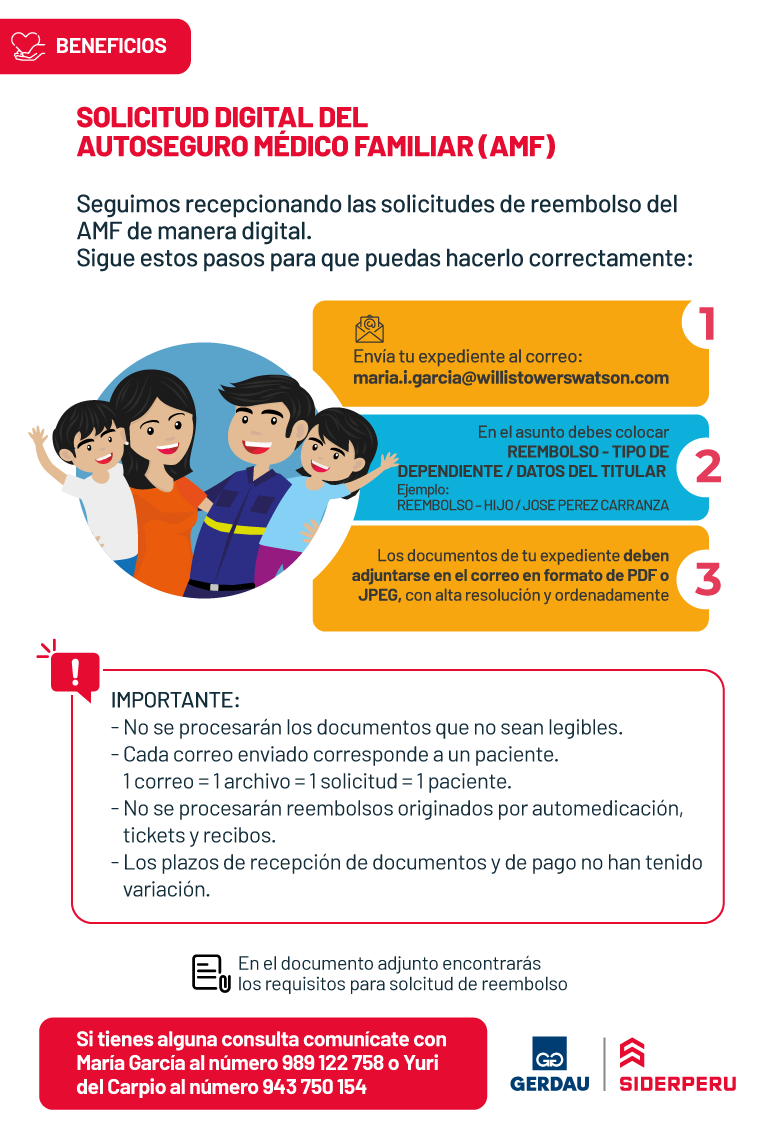 BENEFICIOS
SOLICITUD DIGITAL DEL
AUTOSEGURO MÉDICO FAMILIAR (AMF)
Seguimos recepcionando las solicitudes de reembolso del
AMF de manera digital.
Sigue estos pasos para que puedas hacerlo correctamente:
1
Envía tu expediente al correo:
maria.i.garcia@willistowerswatson.com
2
En el asunto debes colocar
REEMBOLSO - TIPO DE
DEPENDIENTE / DATOS DEL TITULAR
Ejemplo:
REEMBOLSO - HIJO / JOSE PEREZ CARRANZA
3
Los documentos de tu expediente deben
adjuntarse en el correo en formato de PDF o
JPEG, con alta resolución y ordenadamente
!
IMPORTANTE:
- No se procesarán los documentos que no sean legibles.
- Cada correo enviado corresponde a un paciente.
1 correo = 1 archivo = 1 solicitud = 1 paciente.
- No se procesarán reembolsos originados por automedicación,
tickets y recibos.
- Los plazos de recepción de documentos y de pago no han tenido
variación.
En el documento adjunto encontrarás
los requisitos para solcitud de reembolso
Si tienes alguna consulta comunícate con
María García al número 989 122 758 o Yuri
del Carpio al número 943 750 154
GG
GERDAU
SIDERPERU